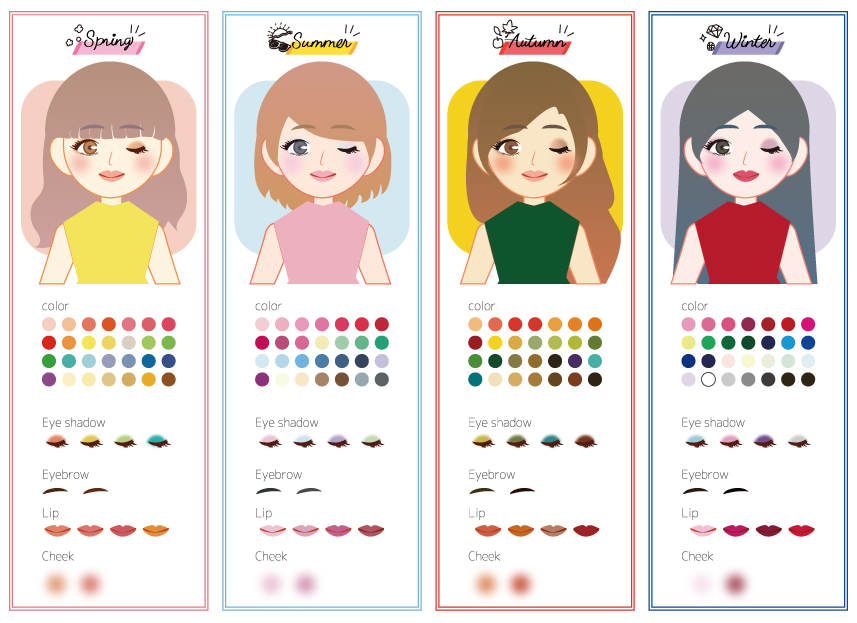 Spring
color
Eye shadow
Eyebrow
Lip
Cheek
Summer
color
Eye shadow
Eyebrow
Lip
Cheek
Autumn
color
Eye shadow
Eyebrow
Lip
Cheek
Winter
color
Eye shadow
Eyebrow
Lip
Cheek